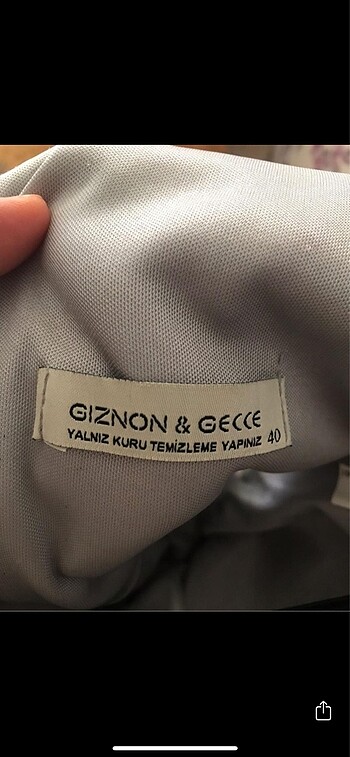 GIZNON & GECCE
YALNIZ KURU TEMİZLEME YAPINIZ 40